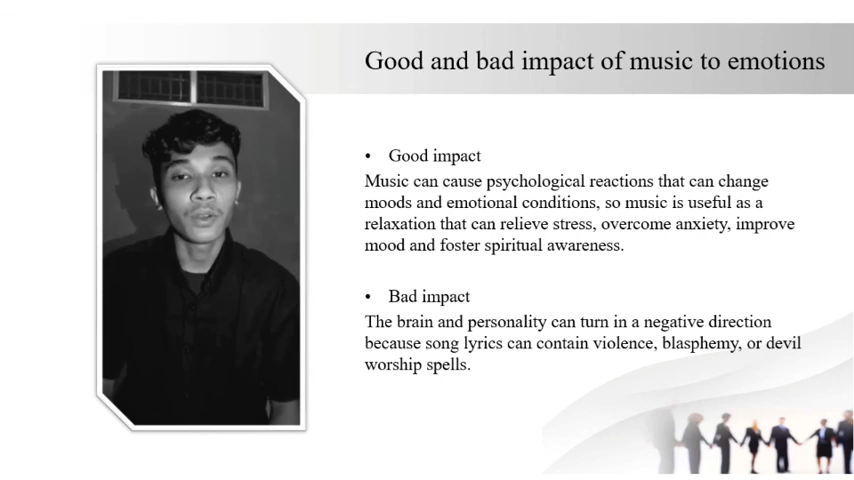 Good and bad impact of music to emotions
• Good impact
Music can cause psychological reactions that can change
moods and emotional conditions, so music is useful as a
relaxation that can relieve stress, overcome anxiety, improve
mood and foster spiritual awareness.
• Bad impact
The brain and personality can turn in a negative direction
because song lyrics can contain violence, blasphemy, or devil
worship spells.